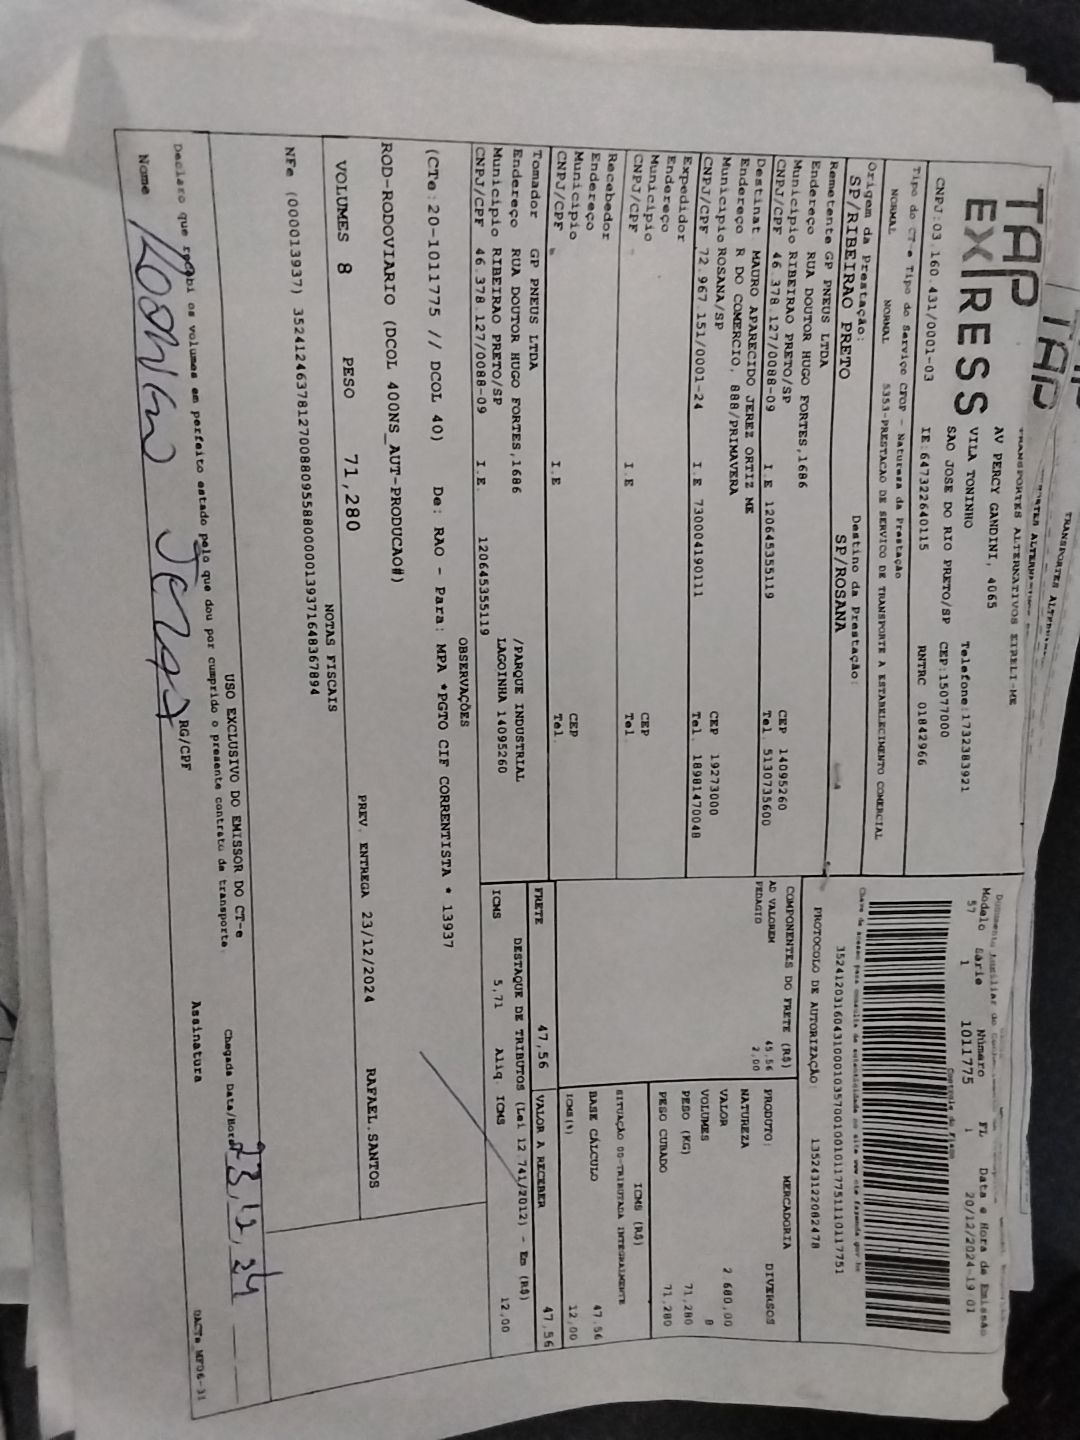 TAP
EXPRESS
TRANSPORTES ALTERNATIVOS EIRELI-ME
AV PERCY GANDINI, 4065
VILA TONINHO
Telefone:1732383921
SAO JOSE DO RIO PRETO/SP CEP:15077000
CNPJ:03.160.431/0001-03 IE:647322640115 RNTRC 01842966
Modelo Série Número FL Data e Hora de Emissão
57 1 1011775 1 20/12/2024-19:01
Controle do Fisco
Tipo do CT-e Tipo do Serviço CFOP - Natureza da Prestação
NORMAL NORMAL 5353-PRESTACAO DE SERVICO DE TRANSPORTE A ESTABELECIMENTO COMERCIAL
PROTOCOLO DE AUTORIZAÇÃO: 135243122082478
Origem da Prestação: Destino da Prestação:
SP/RIBEIRAO PRETO SP/ROSANA
Remetente GP PNEUS LTDA
Endereço RUA DOUTOR HUGO FORTES,1686
Município RIBEIRAO PRETO/SP CEP 14095260
CNPJ/CPF 46.378.127/0088-09 I.E 120645355119 Tel. 5130735600
Destinat MAURO APARECIDO JEREZ ORTIZ ME
Endereço R DO COMERCIO, 888/PRIMAVERA
Município ROSANA/SP CEP 19273000
CNPJ/CPF 72.967.151/0001-24 I.E 730004190111 Tel. 18981470048
Expedidor
Endereço
Município CEP
CNPJ/CPF I.E Tel.
Recebedor
Endereço
Município CEP
CNPJ/CPF I.E Tel.
Tomador GP PNEUS LTDA
Endereço RUA DOUTOR HUGO FORTES,1686 /PARQUE INDUSTRIAL
Município RIBEIRAO PRETO/SP LAGOINHA 14095260
CNPJ/CPF 46.378.127/0088-09 I.E. 120645355119
COMPONENTES DO FRETE (R$)
AD VALOREM 45,56
PEDAGIO 2,00
PRODUTO: MERCADORIA
NATUREZA DIVERSOS
VALOR 2.680,00
VOLUMES 8
PESO (KG) 71,280
PESO CUBADO 71,280
ICMS (R$)
SITUAÇÃO 00-TRIBUTADA INTEGRALMENTE
BASE CÁLCULO 47,56
ICMS(%) 12,00
FRETE 47,56 VALOR A RECEBER 47,56
DESTAQUE DE TRIBUTOS (Lei 12.741/2012) - Em (R$)
ICMS 5,71 Aliq. ICMS 12,00
OBSERVAÇÕES
(CTe:20-1011775 // DCOL 40) De: RAO - Para: MPA *PGTO CIF CORRENTISTA * 13937
ROD-RODOVIARIO (DCOL 400NS_AUT-PRODUCAO#)
VOLUMES 8 PESO 71,280 PREV. ENTREGA 23/12/2024 RAFAEL.SANTOS
NOTAS FISCAIS
NFe (000013937)
USO EXCLUSIVO DO EMISSOR DO CT-e
Declaro que recebi os volumes em perfeito estado pelo que dou por cumprido o presente contrato de transporte.
Chegada Data/Hora 23,12,24
Nome RG/CPF Assinatura
DACTe_MF06-31